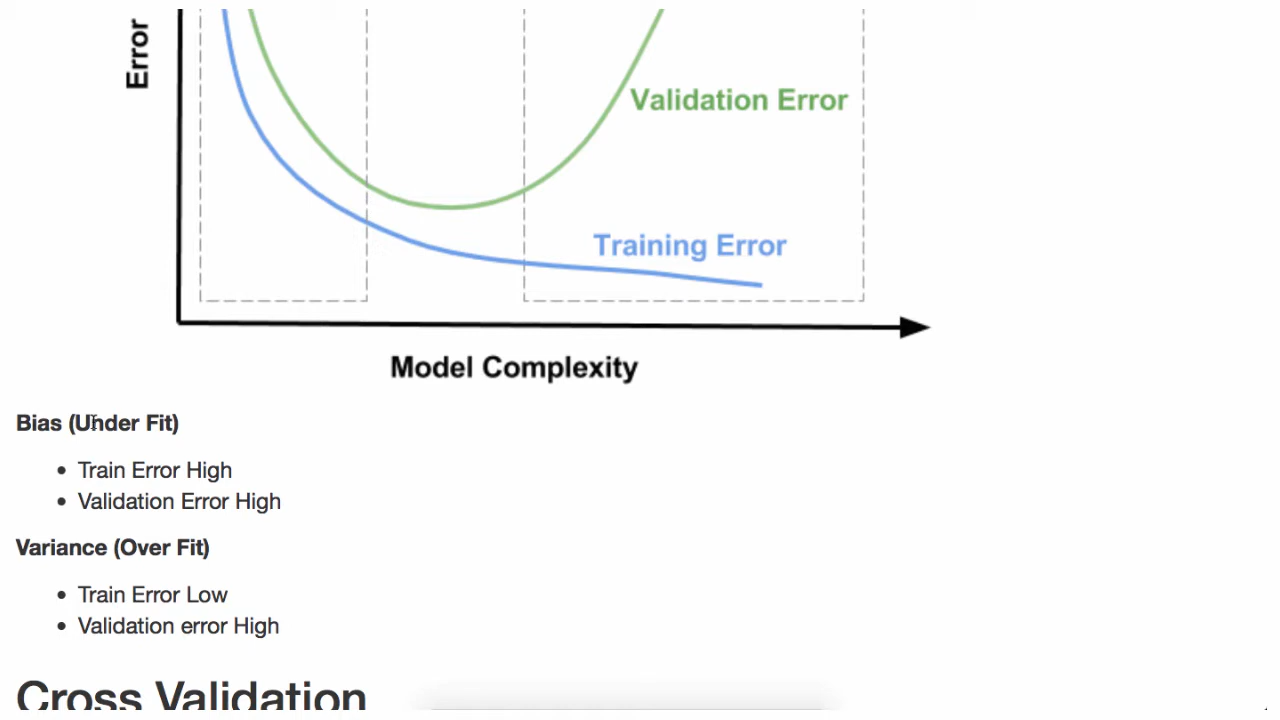 Error
Validation Error
Training Error
Model Complexity
Bias (Under Fit)
• Train Error High
• Validation Error High
Variance (Over Fit)
• Train Error Low
• Validation error High
Cross Validation